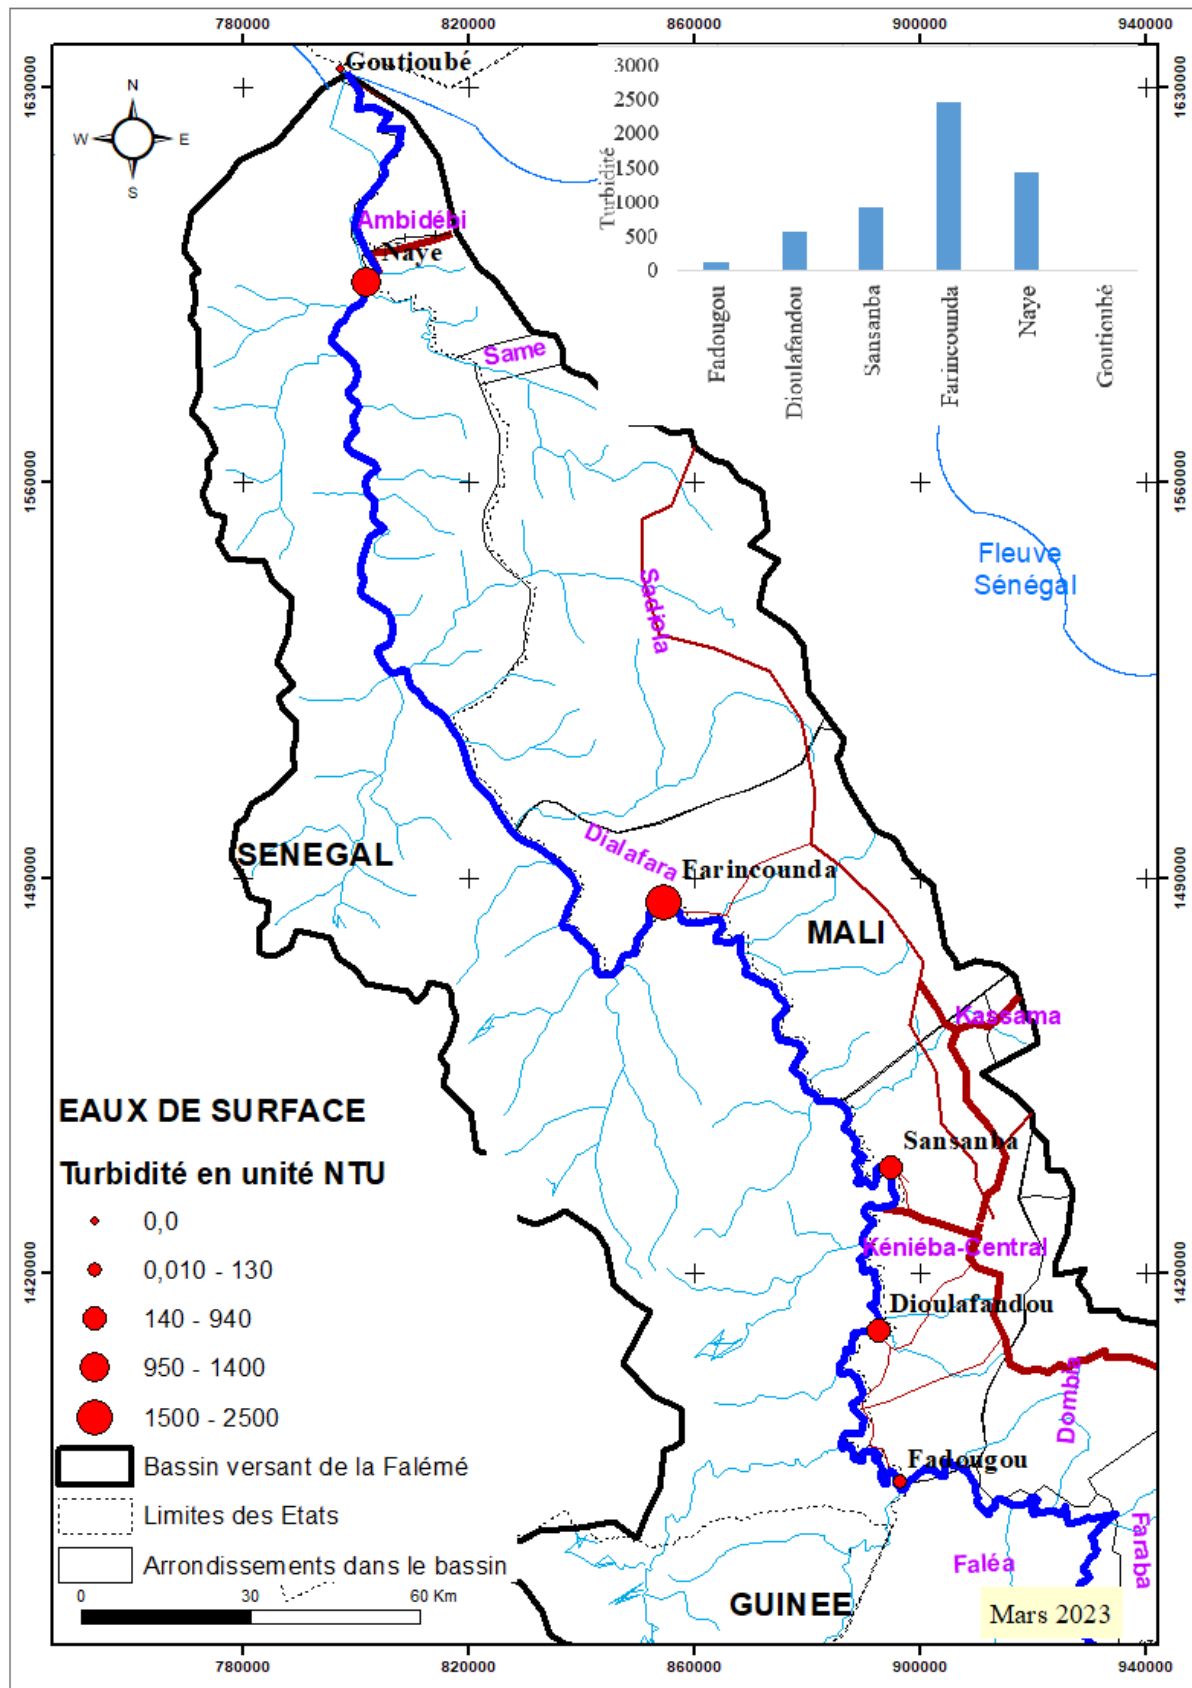 780000
820000
860000
900000
940000
1630000
1560000
1490000
1420000
1630000
1560000
1490000
1420000
N
W
E
S
Goutioubé
3000
2500
2000
1500
1000
500
0
Turbidité
Fadougou
Dioulafandou
Sansanba
Farincounda
Naye
Goutioubé
Ambidébi
Naye
Same
Fleuve
Sénégal
Sadiola
Dialafara
SENEGAL
Farincounda
MALI
Kassama
Sansanba
Kéniéba-Central
Dioulafandou
Dombia
Fadougou
Faraba
Faléa
GUINEE
Mars 2023
EAUX DE SURFACE
Turbidité en unité NTU
0,0
0,010 - 130
140 - 940
950 - 1400
1500 - 2500
Bassin versant de la Falémé
Limites des Etats
Arrondissements dans le bassin
0
30
60 Km
780000
820000
860000
900000
940000